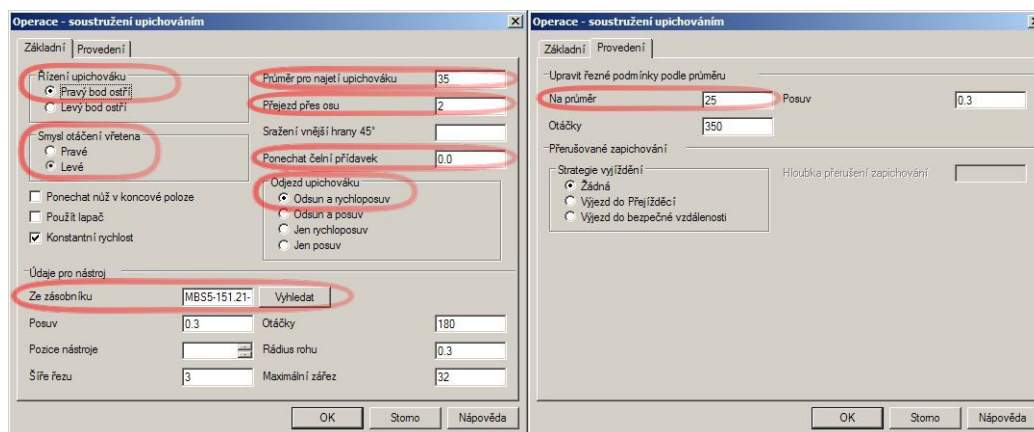 Operace - soustružení upichováním
Základní
Provedení
Řízení upichováku
Pravý bod ostří
Levý bod ostří
Smysl otáčení vřetena
Pravé
Levé
Ponechat nůž v koncové poloze
Použít lapač
Konstantní rychlost
Průměr pro najetí upichováku 35
Přejezd přes osu 2
Sražení vnější hrany 45°
Ponechat čelní přídavek 0.0
Odjezd upichováku
Odsun a rychloposuv
Odsun a posuv
Jen rychloposuv
Jen posuv
Údaje pro nástroj
Ze zásobníku MBS5-151.21- Vyhledat
Posuv 0.3 Otáčky 180
Pozice nástroje Rádius rohu 0.3
Šíře řezu 3 Maximální zářez 32
OK Storno Nápověda
Operace - soustružení upichováním
Základní
Provedení
Upravit řezné podmínky podle průměru
Na průměr 25 Posuv 0.3
Otáčky 350
Přerušované zapichování
Strategie vyjíždění
Žádná
Výjezd do Přejížděcí
Výjezd do bezpečné vzdálenosti
Hloubka přerušení zapichování
OK Storno Nápověda